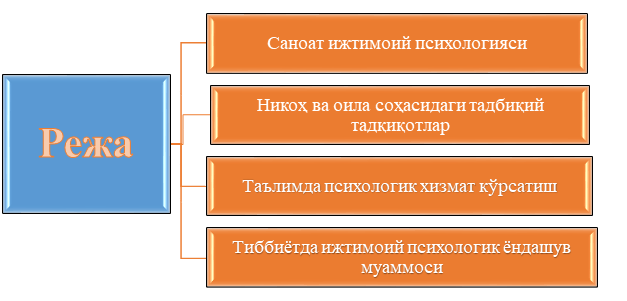 Режа
Саноат ижтимоий психологияси
Никоҳ ва оила соҳасидаги тадбиқий
тадқиқотлар
Таълимда психологик хизмат кўрсатиш
Тиббиётда ижтимоий психологик ёндашув
муаммоси